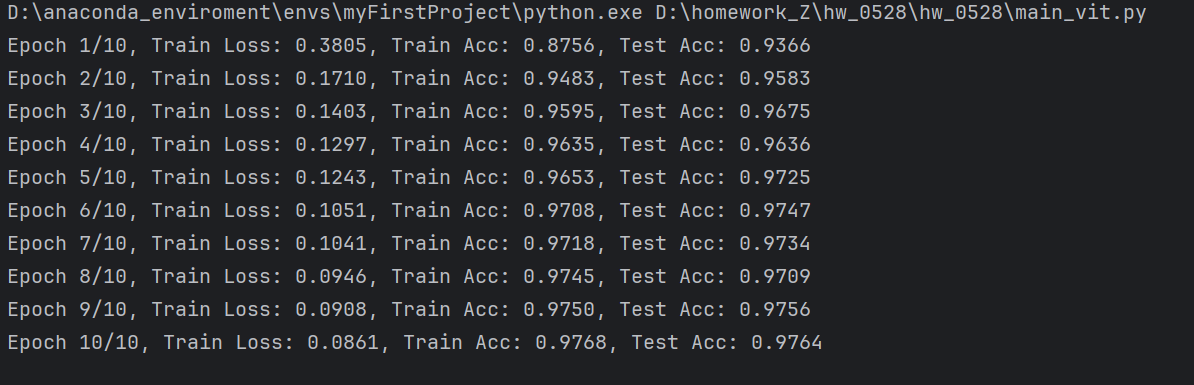 D:\anaconda_enviroment\envs\myFirstProject\python.exe D:\homework_Z\hw_0528\hw_0528\main_vit.py
Epoch 1/10, Train Loss: 0.3805, Train Acc: 0.8756, Test Acc: 0.9366
Epoch 2/10, Train Loss: 0.1710, Train Acc: 0.9483, Test Acc: 0.9583
Epoch 3/10, Train Loss: 0.1403, Train Acc: 0.9595, Test Acc: 0.9675
Epoch 4/10, Train Loss: 0.1297, Train Acc: 0.9635, Test Acc: 0.9636
Epoch 5/10, Train Loss: 0.1243, Train Acc: 0.9653, Test Acc: 0.9725
Epoch 6/10, Train Loss: 0.1051, Train Acc: 0.9708, Test Acc: 0.9747
Epoch 7/10, Train Loss: 0.1041, Train Acc: 0.9718, Test Acc: 0.9734
Epoch 8/10, Train Loss: 0.0946, Train Acc: 0.9745, Test Acc: 0.9709
Epoch 9/10, Train Loss: 0.0908, Train Acc: 0.9750, Test Acc: 0.9756
Epoch 10/10, Train Loss: 0.0861, Train Acc: 0.9768, Test Acc: 0.9764